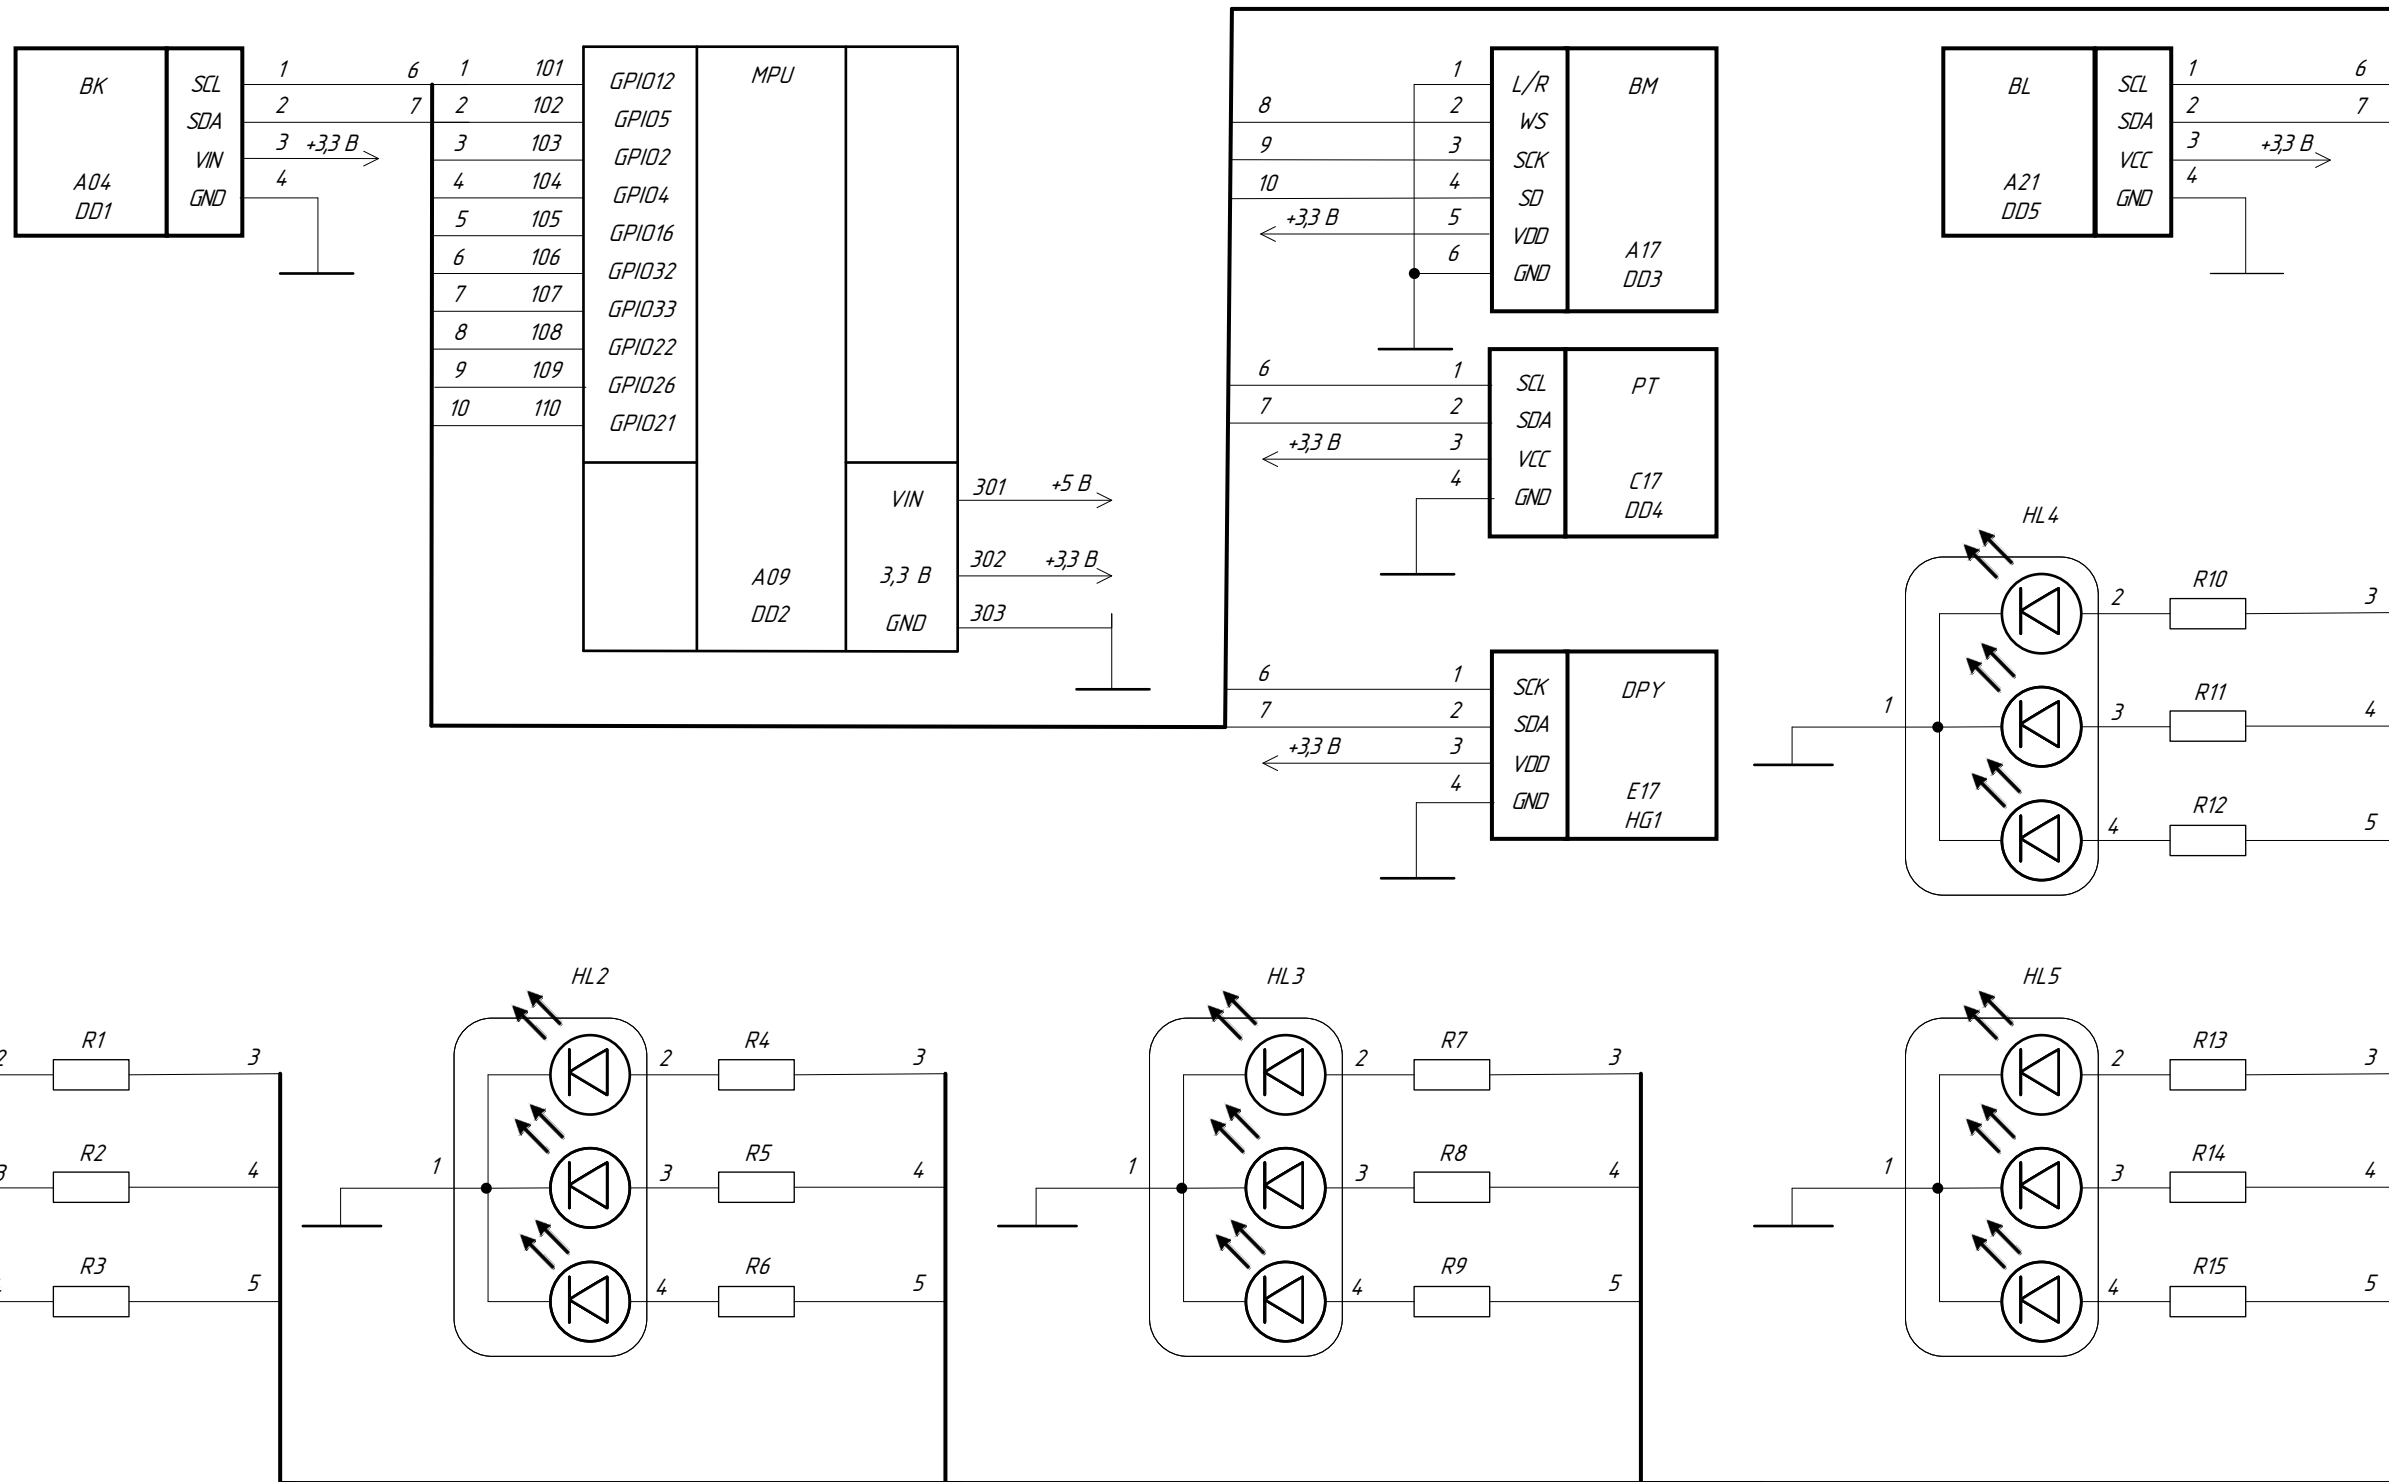 BK
SCL
SDA
VIN
GND
A04
DD1
1
2
3 +3,3 В
4
6
7
1 101
2 102
3 103
4 104
5 105
6 106
7 107
8 108
9 109
10 110
GPIO12
GPIO5
GPIO2
GPIO4
GPIO16
GPIO32
GPIO33
GPIO22
GPIO26
GPIO21
MPU
A09
DD2
VIN
3,3 В
GND
301 +5 В
302 +3,3 В
303
8
9
10
+3,3 В
1
2
3
4
5
6
L/R
WS
SCK
SD
VDD
GND
BM
A17
DD3
6
7
+3,3 В
1
2
3
4
SCL
SDA
VCC
GND
PT
C17
DD4
6
7
+3,3 В
1
2
3
4
SCK
SDA
VDD
GND
DPY
E17
HG1
BL
A21
DD5
SCL
SDA
VCC
GND
1 6
2 7
3 +3,3 В
4
HL4
1
2 R10 3
3 R11 4
4 R12 5
R1 3
R2 4
R3 5
HL2
1
2 R4 3
3 R5 4
4 R6 5
HL3
1
2 R7 3
3 R8 4
4 R9 5
HL5
1
2 R13 3
3 R14 4
4 R15 5